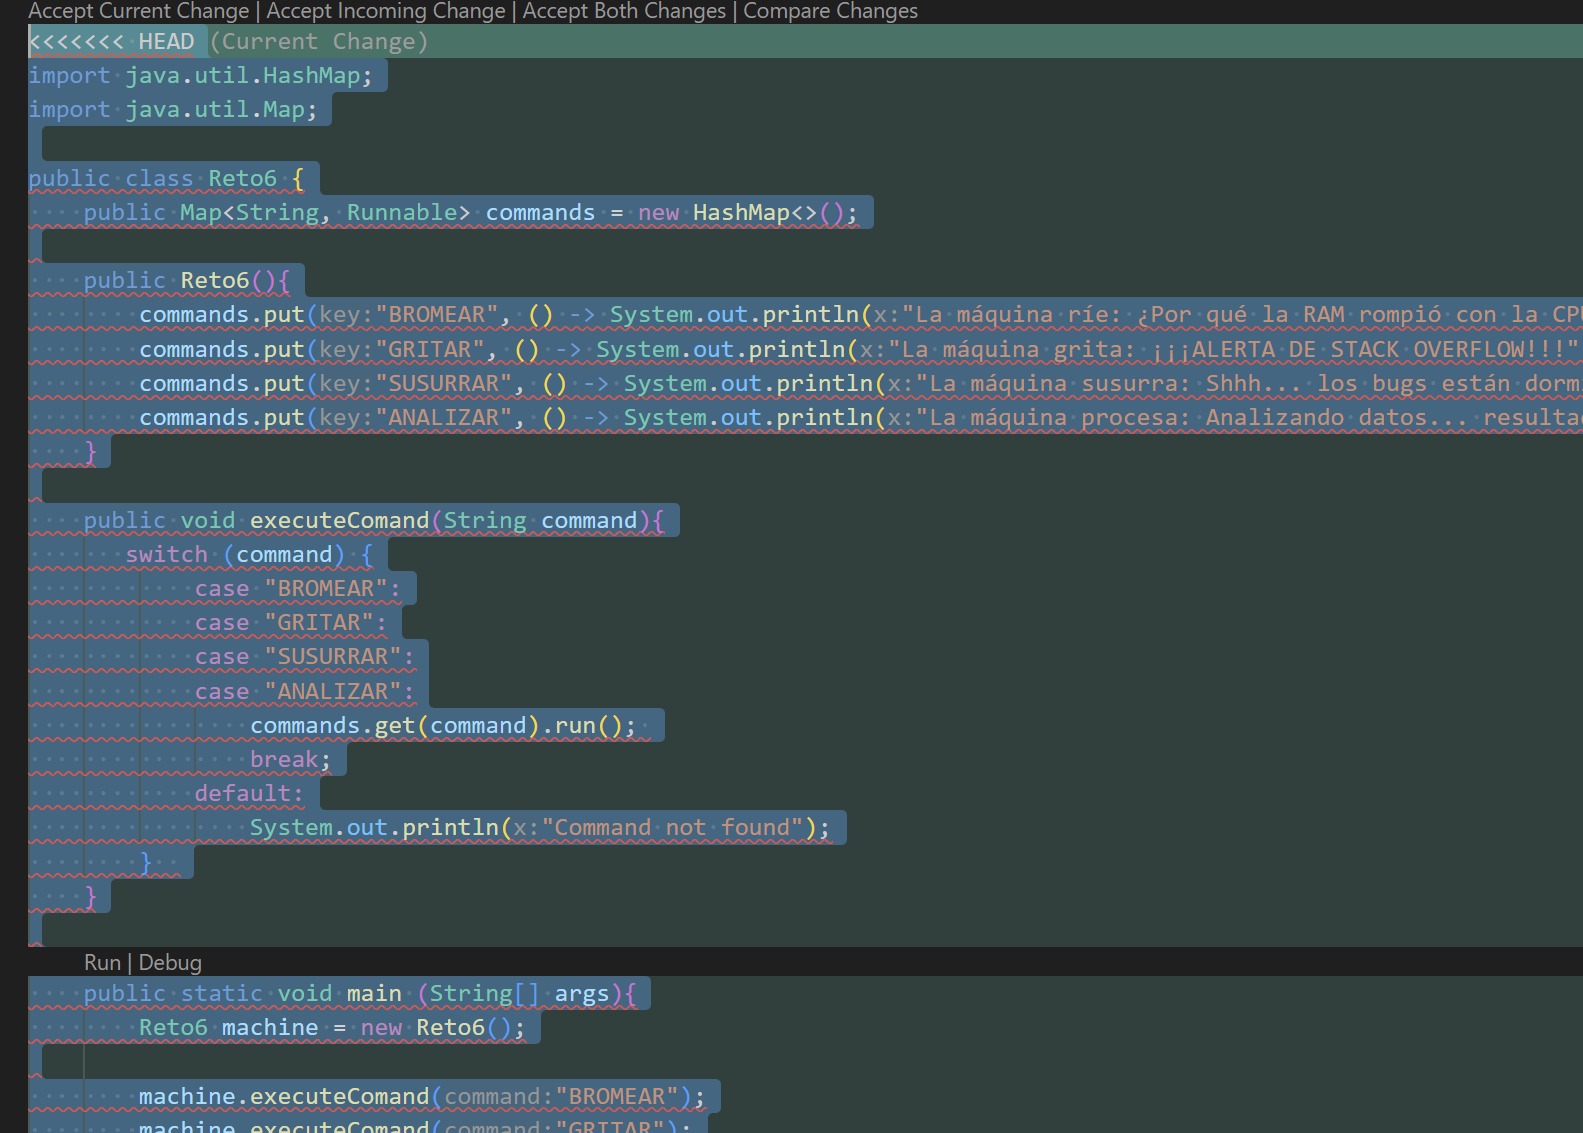 Accept Current Change | Accept Incoming Change | Accept Both Changes | Compare Changes
<<<<<<< HEAD (Current Change)
import java.util.HashMap;
import java.util.Map;
public class Reto6 {
public Map<String, Runnable> commands = new HashMap<>();
public Reto6(){
commands.put(key:"BROMEAR", () -> System.out.println(x:"La máquina ríe: ¿Por qué la RAM rompió con la CPU
commands.put(key:"GRITAR", () -> System.out.println(x:"La máquina grita: ¡¡¡ALERTA DE STACK OVERFLOW!!!"
commands.put(key:"SUSURRAR", () -> System.out.println(x:"La máquina susurra: Shhh... los bugs están dorm
commands.put(key:"ANALIZAR", () -> System.out.println(x:"La máquina procesa: Analizando datos... resulta
}
public void executeComand(String command){
switch (command) {
case "BROMEAR":
case "GRITAR":
case "SUSURRAR":
case "ANALIZAR":
commands.get(command).run();
break;
default:
System.out.println(x:"Command not found");
}
}
Run | Debug
public static void main (String[] args){
Reto6 machine = new Reto6();
machine.executeComand(command:"BROMEAR");
machine.executeComand(command:"GRITAR");